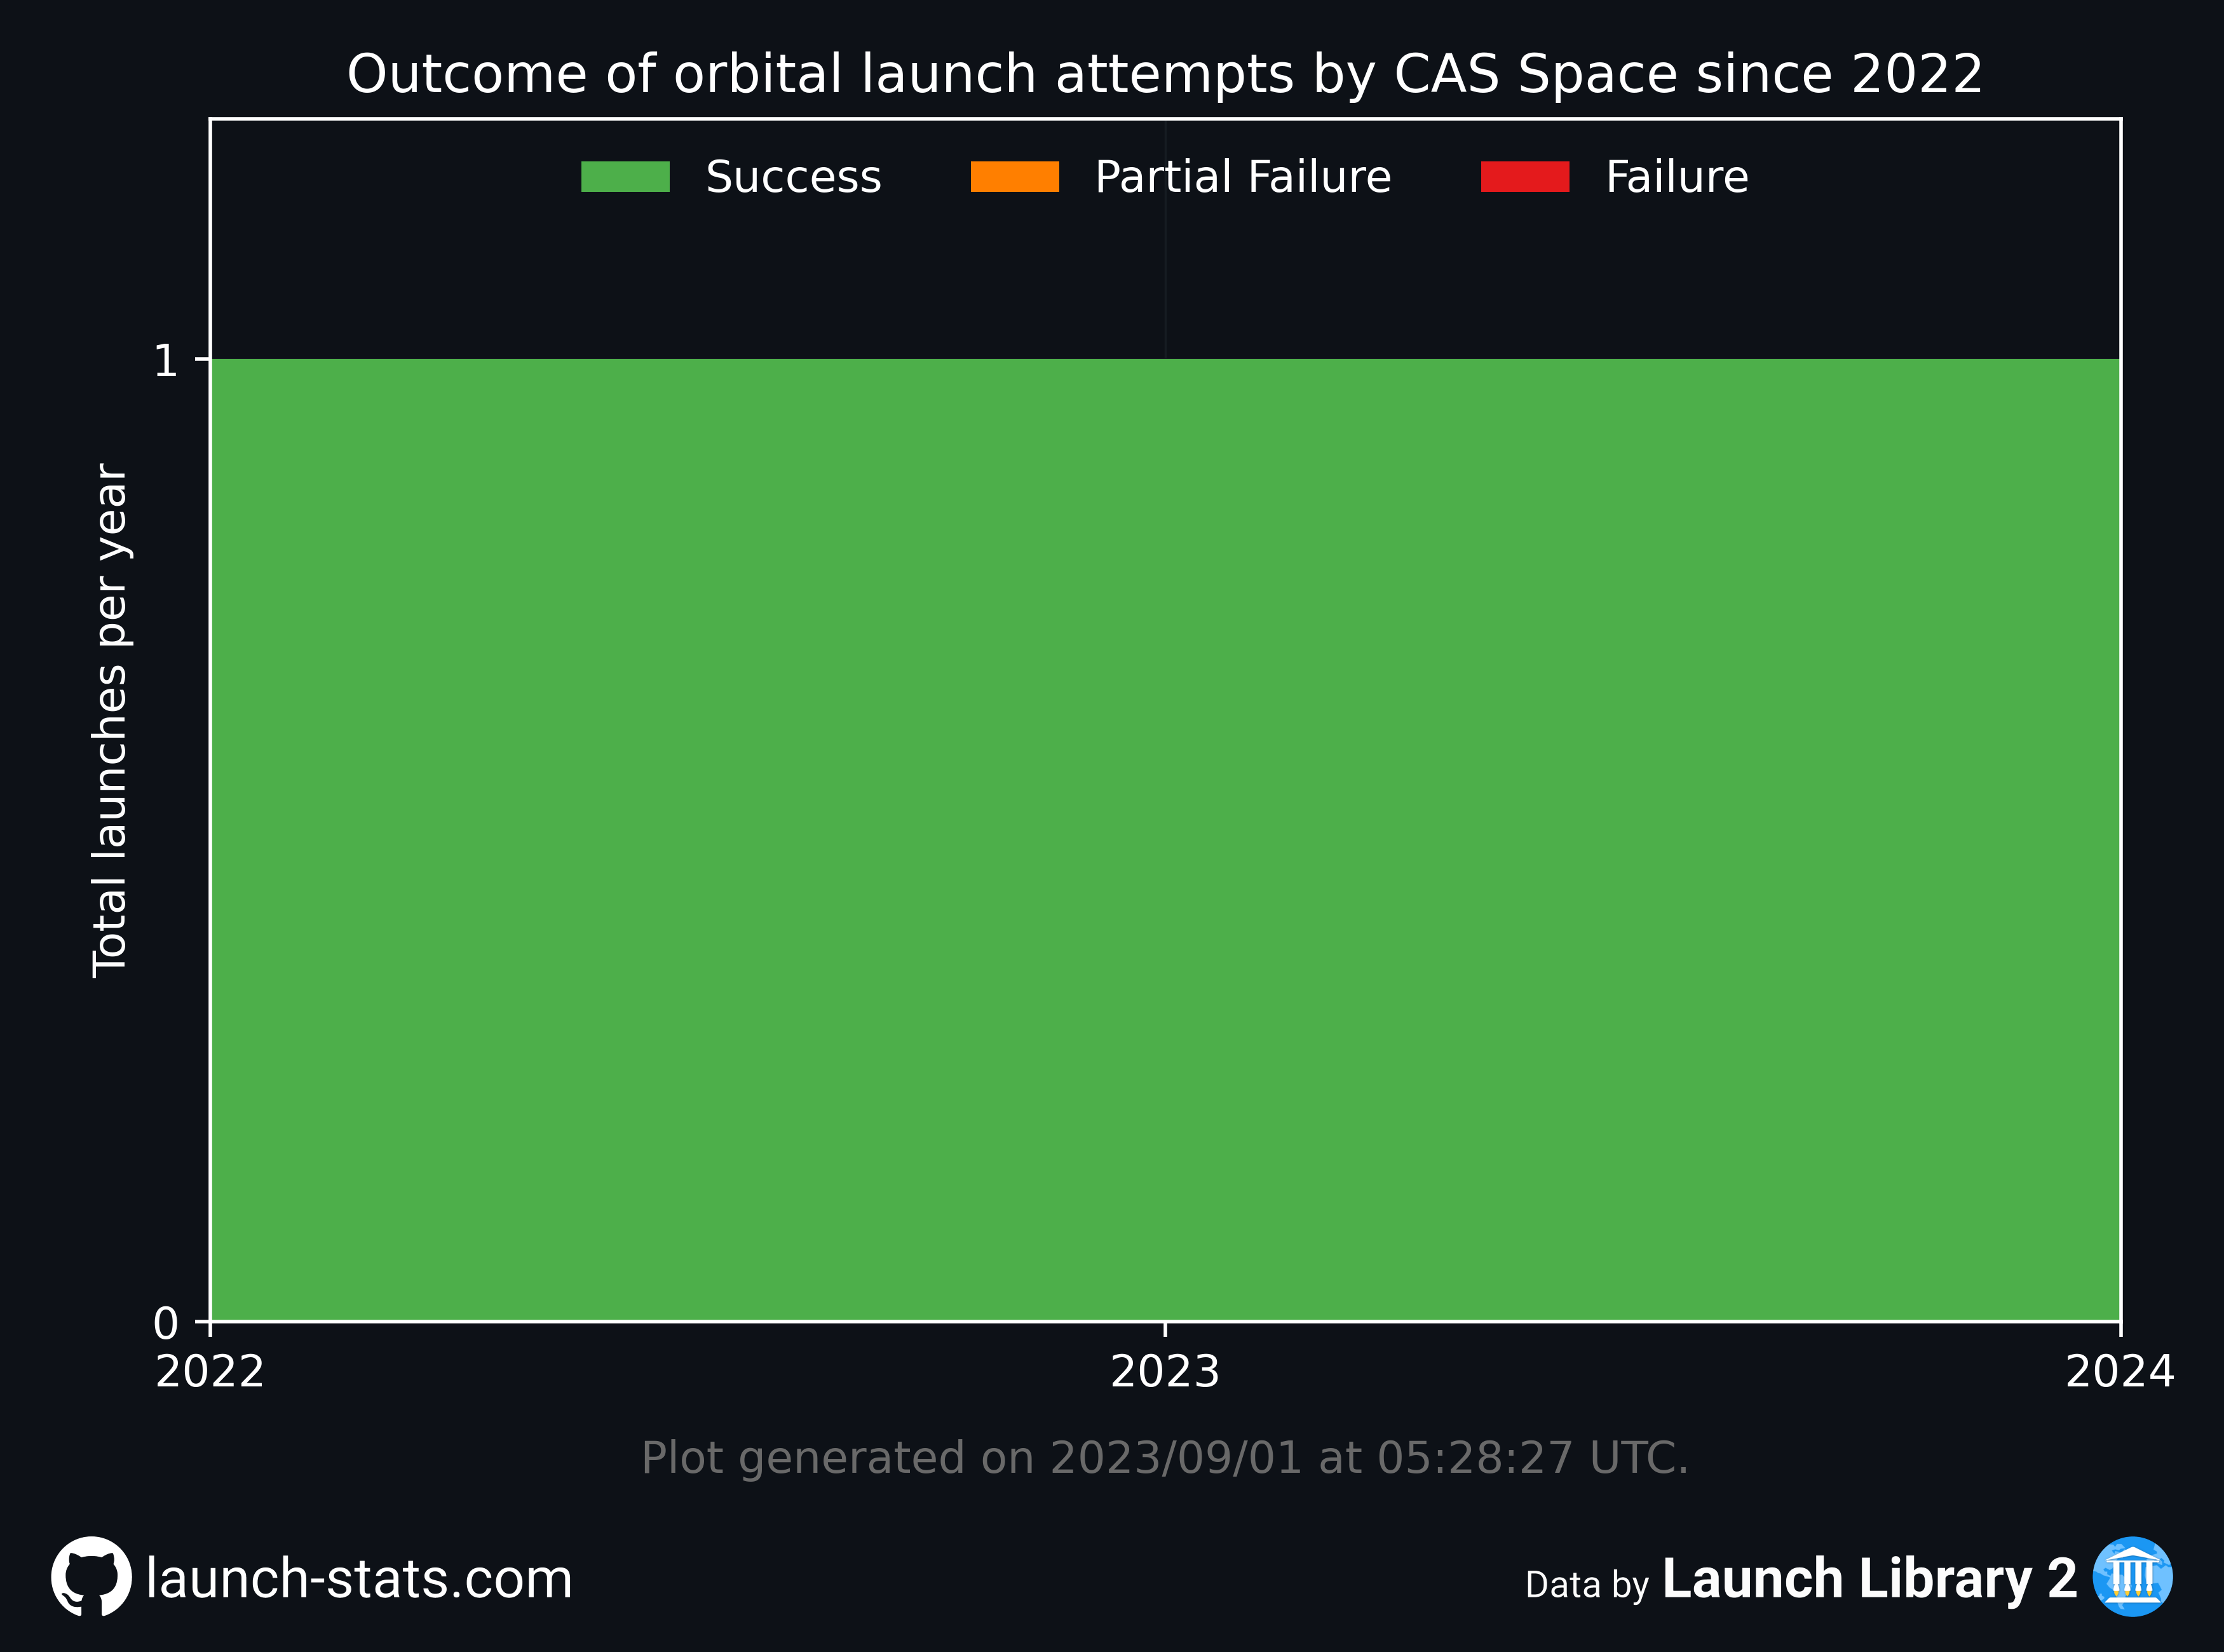 Outcome of orbital launch attempts by CAS Space since 2022
Success Partial Failure Failure
1
Total launches per year
0
2022 2023 2024
Plot generated on 2023/09/01 at 05:28:27 UTC.
launch-stats.com
Data by Launch Library 2